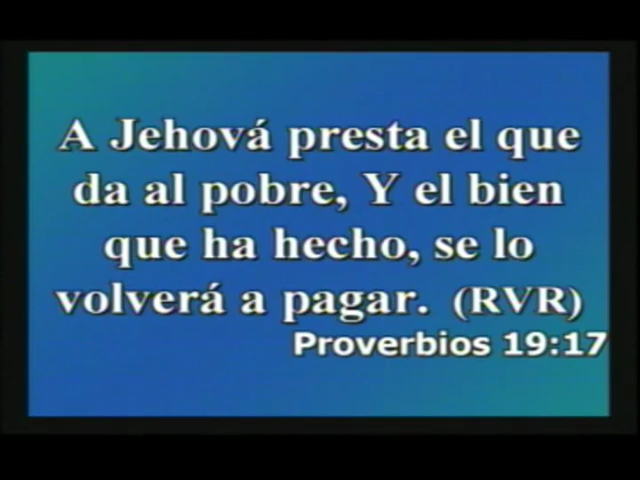 A Jehová presta el que
da al pobre, Y el bien
que ha hecho, se lo
volverá a pagar. (RVR)
Proverbios 19:17